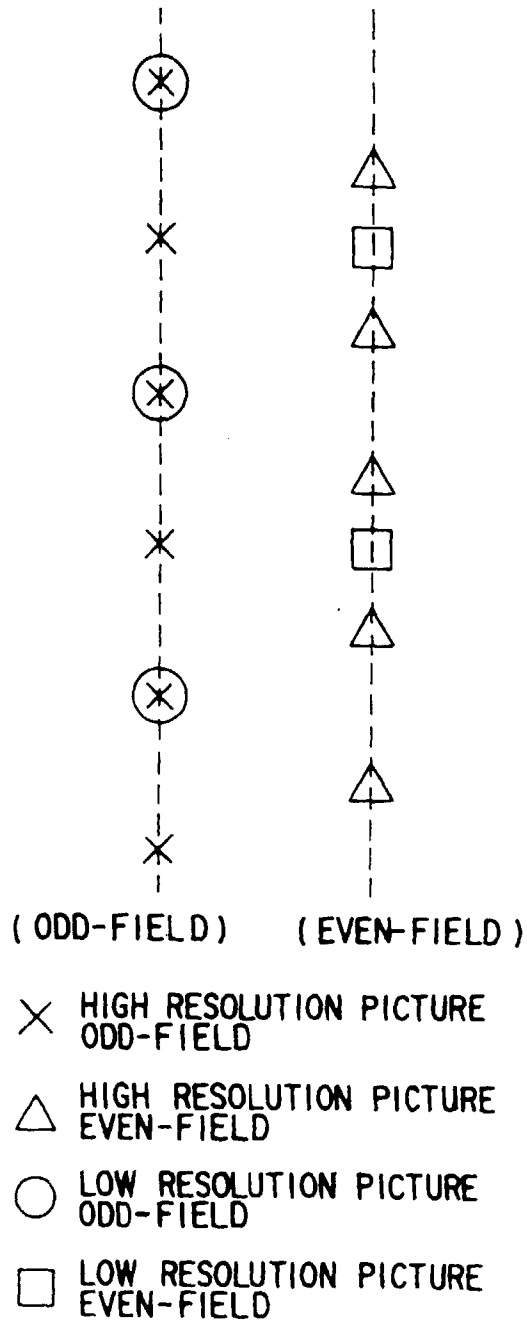 (ODD-FIELD) (EVEN-FIELD)
HIGH RESOLUTION PICTURE
ODD-FIELD
HIGH RESOLUTION PICTURE
EVEN-FIELD
LOW RESOLUTION PICTURE
ODD-FIELD
LOW RESOLUTION PICTURE
EVEN-FIELD